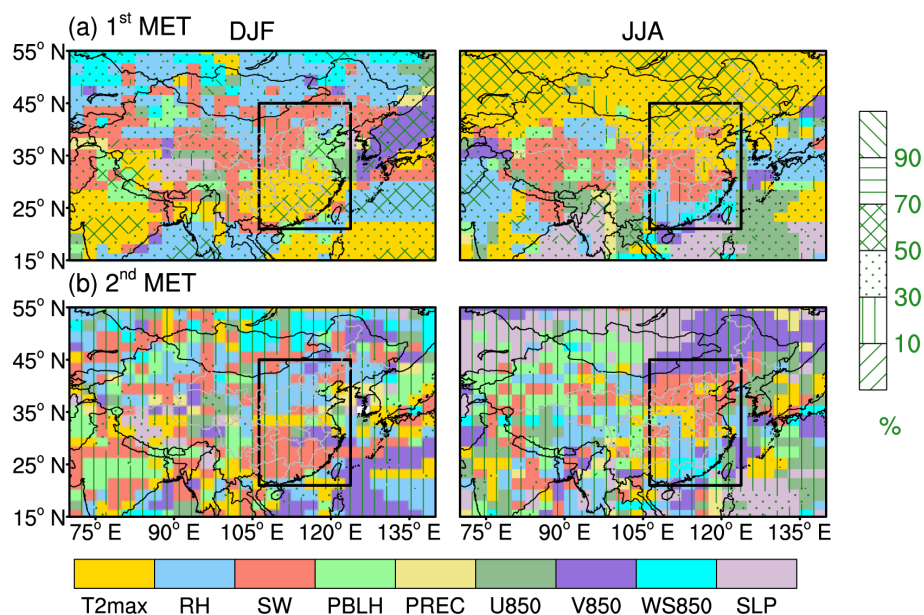 (a) 1st MET
DJF
JJA
55° N
45° N
35° N
25° N
15° N
(b) 2nd MET
55° N
45° N
35° N
25° N
15° N
75° E 90° E 105° E 120° E 135° E
75° E 90° E 105° E 120° E 135° E
90
70
50
30
10
%
T2max RH SW PBLH PREC U850 V850 WS850 SLP